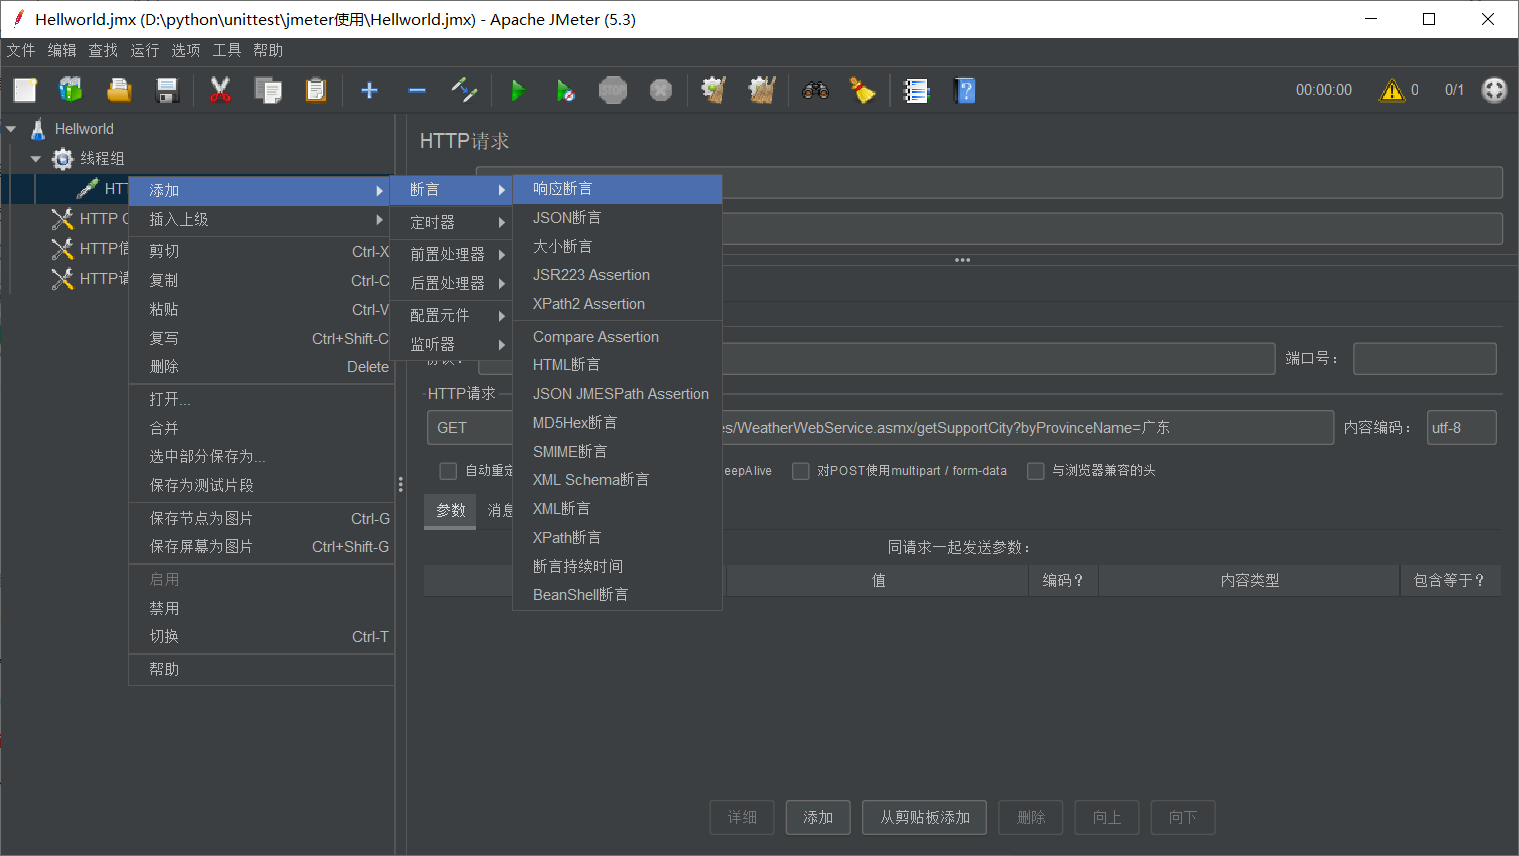 Hellworld.jmx (D:\python\unittest\jmeter使用\Hellworld.jmx) - Apache JMeter (5.3)
文件 编辑 查找 运行 选项 工具 帮助
STOP
00:00:00 0 0/1
Hellworld
线程组
HTT
HTTP C
HTTP信
HTTP请
添加
插入上级
剪切 Ctrl-X
复制 Ctrl-C
粘贴 Ctrl-V
复写 Ctrl+Shift-C
删除 Delete
打开...
合并
选中部分保存为...
保存为测试片段
保存节点为图片 Ctrl-G
保存屏幕为图片 Ctrl+Shift-G
启用
禁用
切换 Ctrl-T
帮助
断言
定时器
前置处理器
后置处理器
配置元件
监听器
响应断言
JSON断言
大小断言
JSR223 Assertion
XPath2 Assertion
Compare Assertion
HTML断言
JSON JMESPath Assertion
MD5Hex断言
SMIME断言
XML Schema断言
XML断言
XPath断言
断言持续时间
BeanShell断言
HTTP请求
端口号：
HTTP请求
GET es/WeatherWebService.asmx/getSupportCity?byProvinceName=广东 内容编码： utf-8
自动重定 eepAlive 对POST使用multipart / form-data 与浏览器兼容的头
参数 消息
同请求一起发送参数：
值 编码？ 内容类型 包含等于？
详细 添加 从剪贴板添加 删除 向上 向下